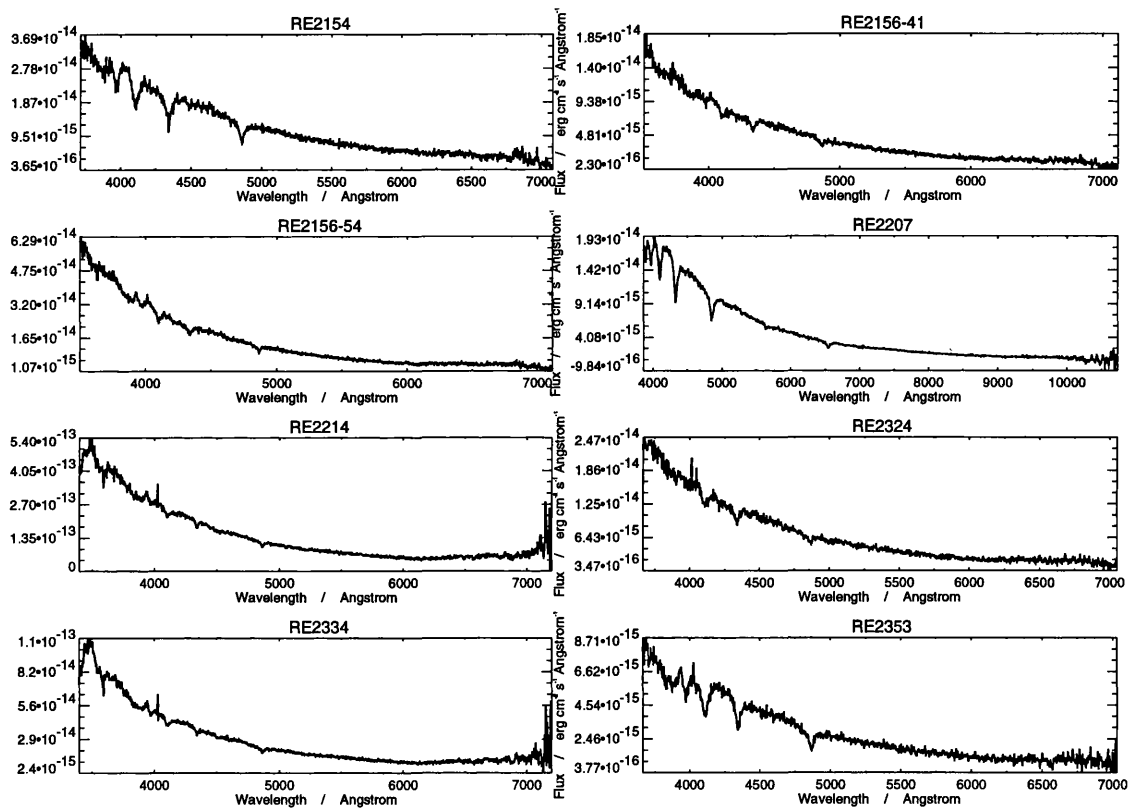 RE2154
3.69•10-14
2.78•10-14
1.87•10-14
9.51•10-15
3.65•10-16
4000 4500 5000 5500 6000 6500 7000
Wavelength / Angstrom
RE2156-41
Flux / erg cm-4 s-1 Angstrom-1
1.85•10-14
1.40•10-14
9.38•10-15
4.81•10-15
2.30•10-16
4000 5000 6000 7000
Wavelength / Angstrom
RE2156-54
6.29•10-14
4.75•10-14
3.20•10-14
1.65•10-14
1.07•10-15
4000 5000 6000 7000
Wavelength / Angstrom
RE2207
Flux / erg cm-4 s-1 Angstrom-1
1.93•10-14
1.42•10-14
9.14•10-15
4.08•10-15
-9.84•10-16
4000 5000 6000 7000 8000 9000 10000
Wavelength / Angstrom
RE2214
5.40•10-13
4.05•10-13
2.70•10-13
1.35•10-13
0
4000 5000 6000 7000
Wavelength / Angstrom
RE2324
Flux / erg cm-4 s-1 Angstrom-1
2.47•10-14
1.86•10-14
1.25•10-14
6.43•10-15
3.47•10-16
4000 4500 5000 5500 6000 6500 7000
Wavelength / Angstrom
RE2334
1.1•10-13
8.2•10-14
5.6•10-14
2.9•10-14
2.4•10-15
4000 5000 6000 7000
Wavelength / Angstrom
RE2353
Flux / erg cm-4 s-1 Angstrom-1
8.71•10-15
6.62•10-15
4.54•10-15
2.46•10-15
3.77•10-16
4000 4500 5000 5500 6000 6500 7000
Wavelength / Angstrom